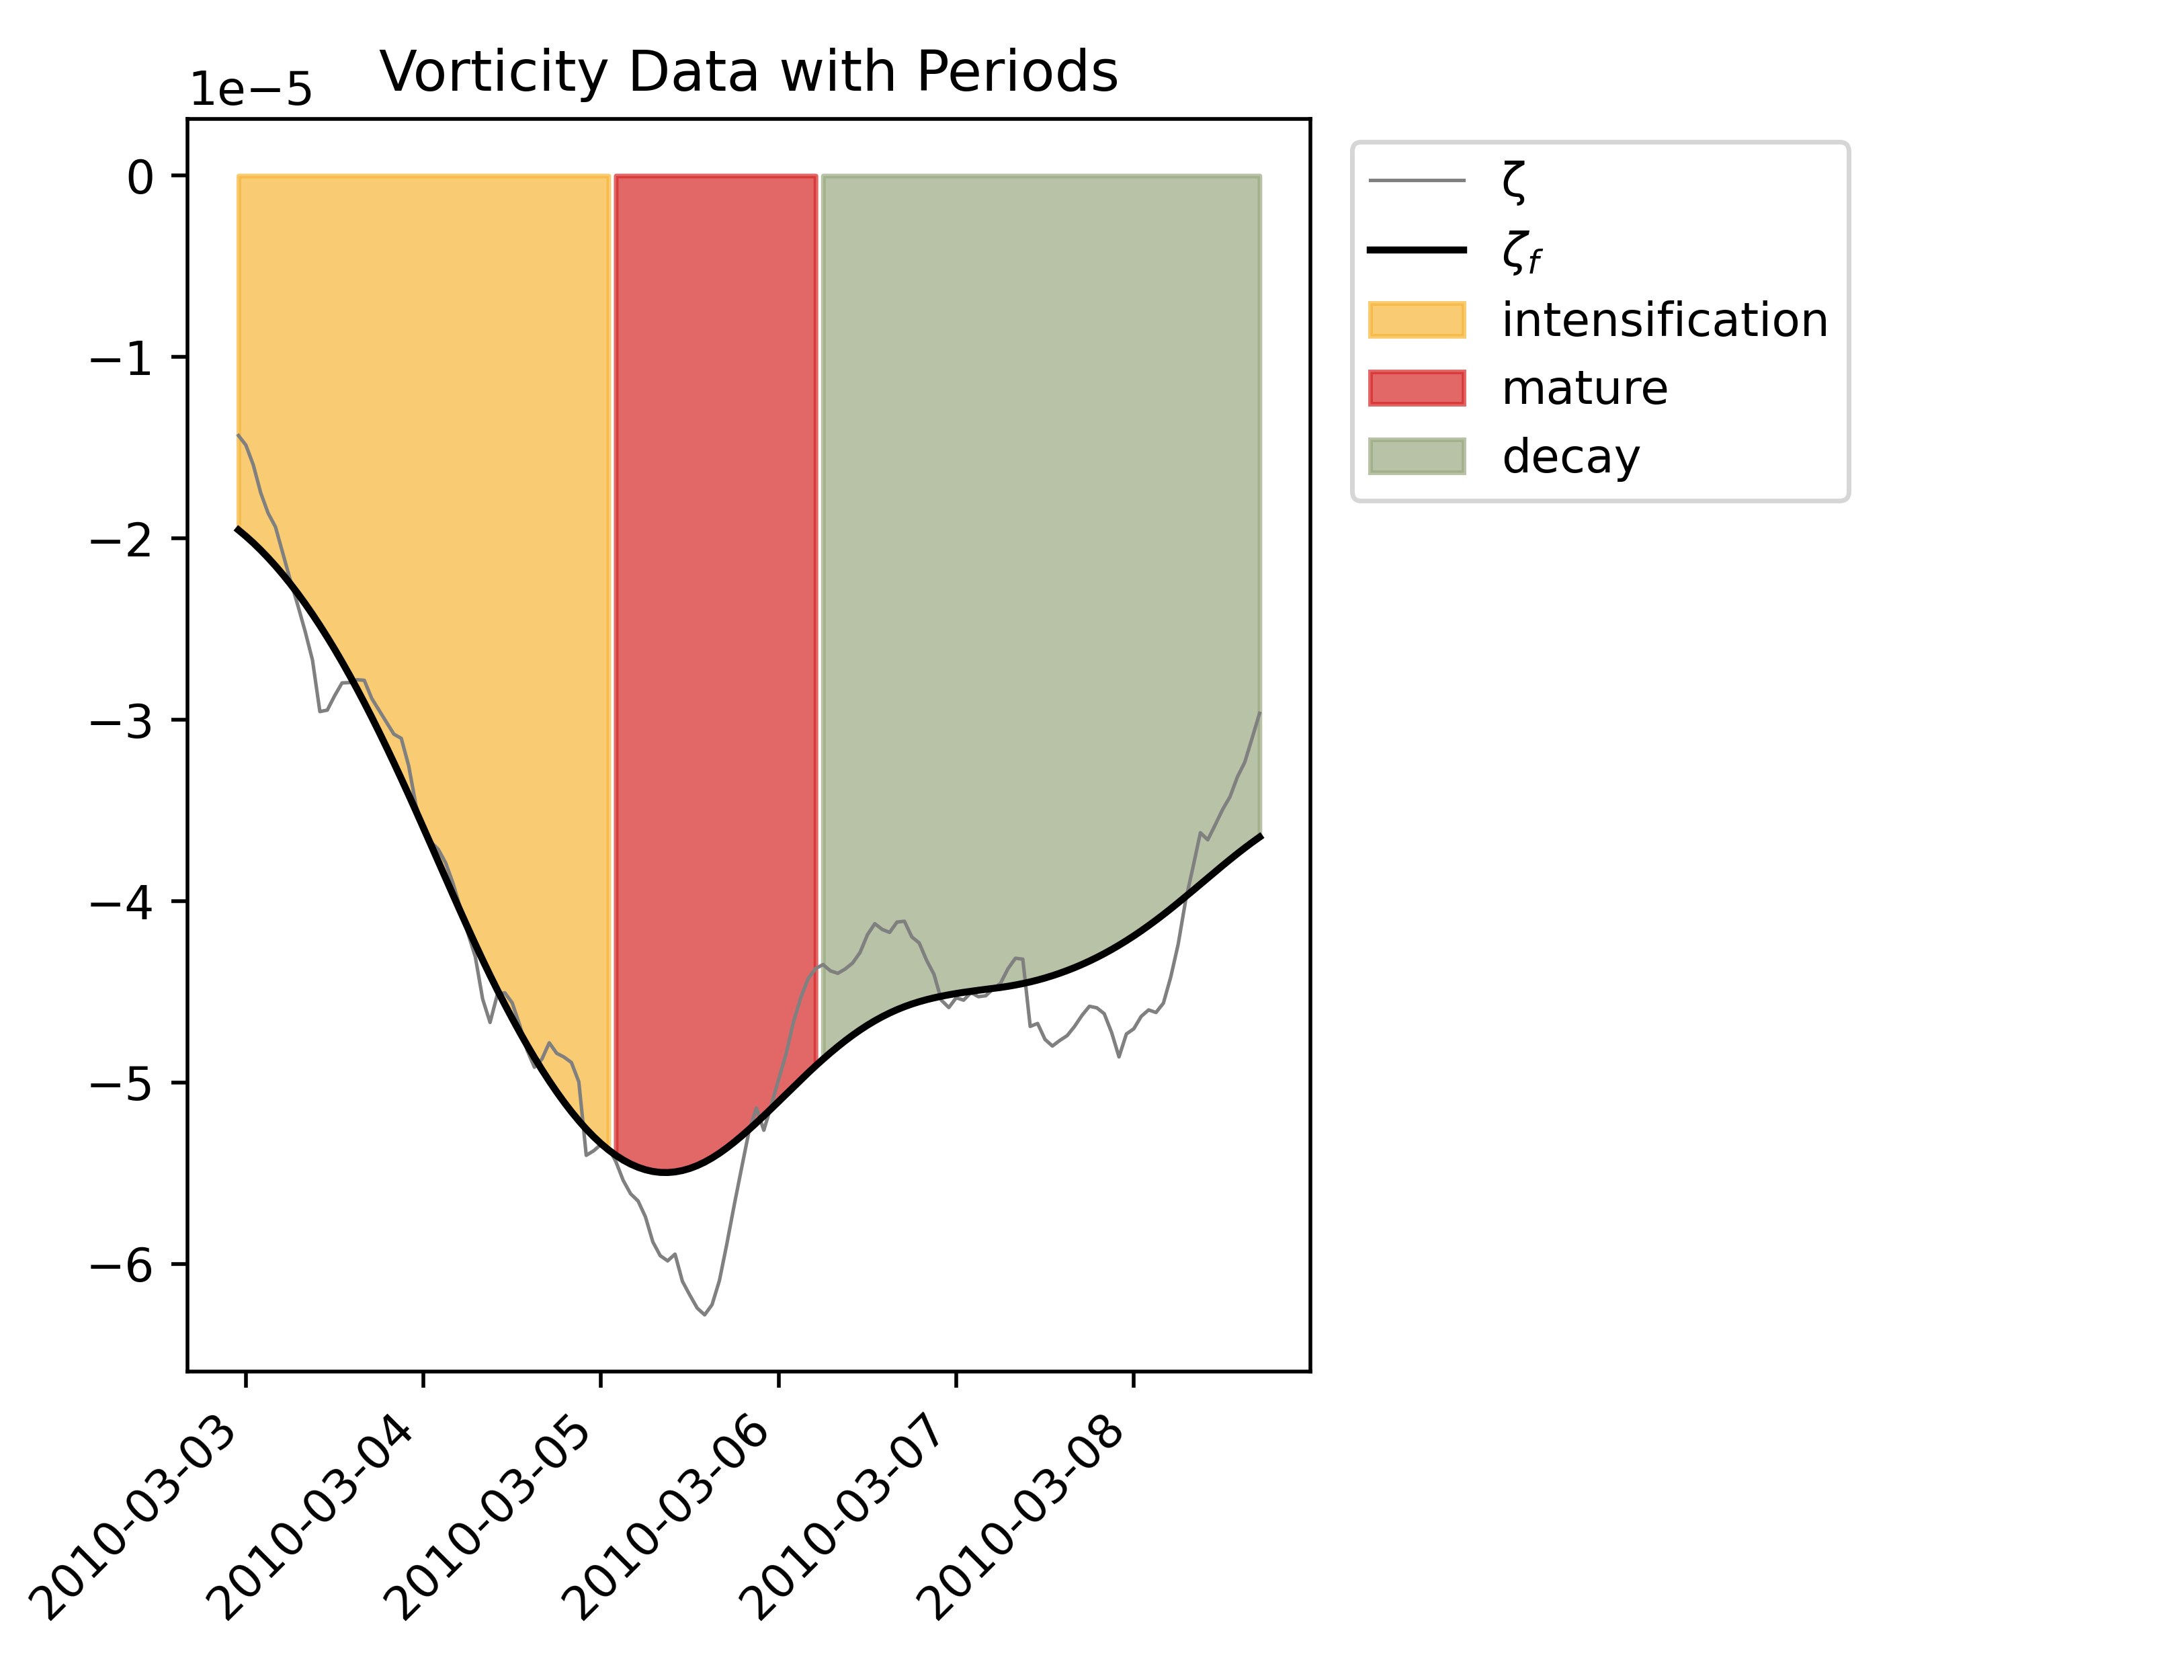 Vorticity Data with Periods
1e−5
0
−1
−2
−3
−4
−5
−6
2010-03-03
2010-03-04
2010-03-05
2010-03-06
2010-03-07
2010-03-08
ζ
ζf
intensification
mature
decay